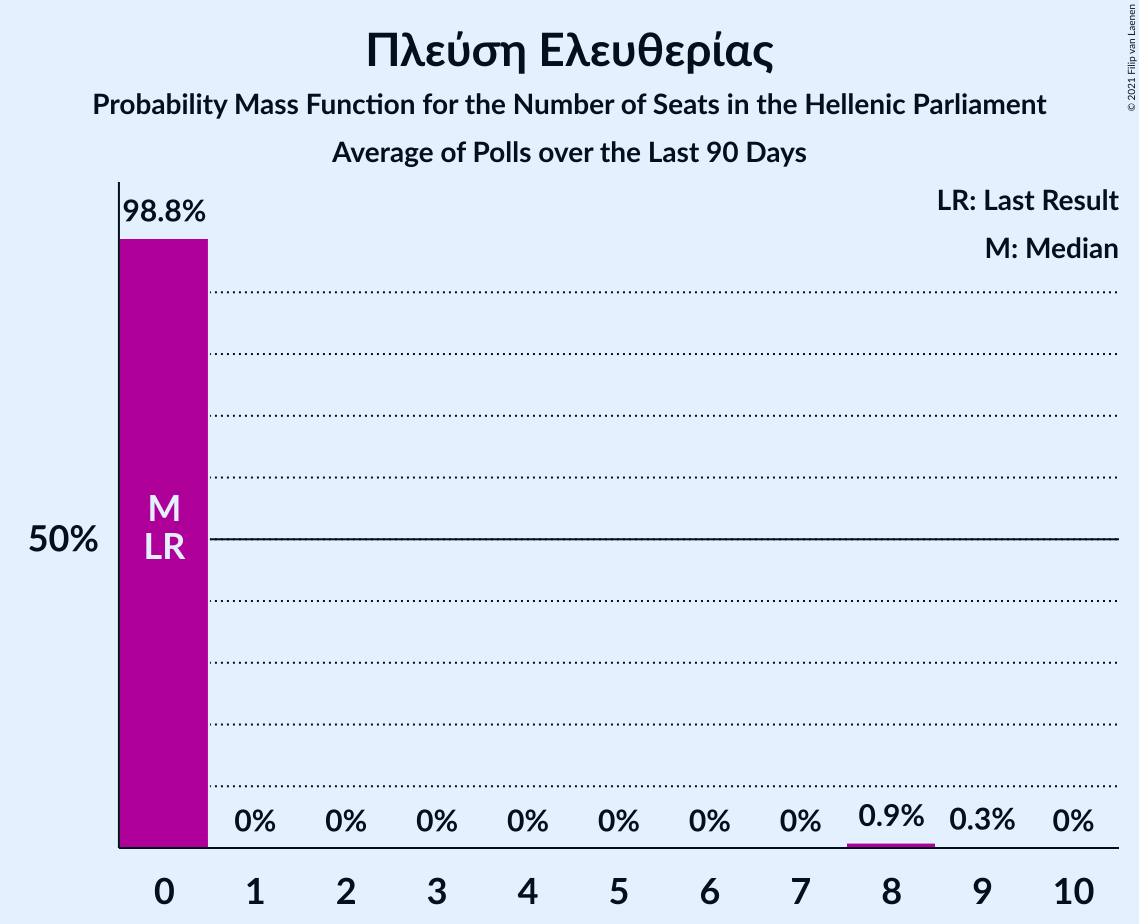 Πλεύση Ελευθερίας
Probability Mass Function for the Number of Seats in the Hellenic Parliament
Average of Polls over the Last 90 Days
© 2021 Filip van Laenen
LR: Last Result
M: Median
98.8%
M
LR
50%
0% 0% 0% 0% 0% 0% 0% 0.9% 0.3% 0%
0 1 2 3 4 5 6 7 8 9 10